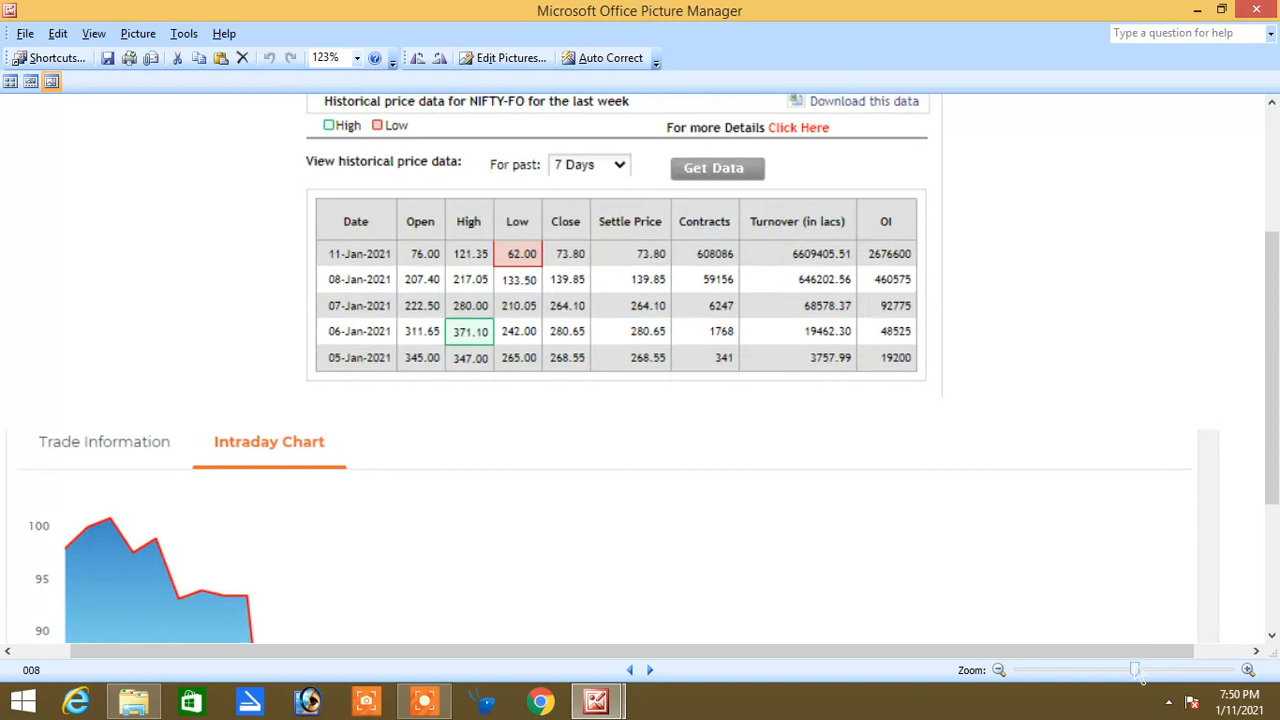 Microsoft Office Picture Manager
File Edit View Picture Tools Help
Type a question for help
Shortcuts... 123% Edit Pictures... Auto Correct
Historical price data for NIFTY-FO for the last week Download this data
High Low For more Details Click Here
View historical price data: For past: 7 Days Get Data
Date Open High Low Close Settle Price Contracts Turnover (in lacs) OI
11-Jan-2021 76.00 121.35 62.00 73.80 73.80 608086 6609405.51 2676600
08-Jan-2021 207.40 217.05 133.50 139.85 139.85 59156 646202.56 460575
07-Jan-2021 222.50 280.00 210.05 264.10 264.10 6247 68578.37 92775
06-Jan-2021 311.65 371.10 242.00 280.65 280.65 1768 19462.30 48525
05-Jan-2021 345.00 347.00 265.00 268.55 268.55 341 3757.99 19200
Trade Information Intraday Chart
100
95
90
008 Zoom:
7:50 PM
1/11/2021